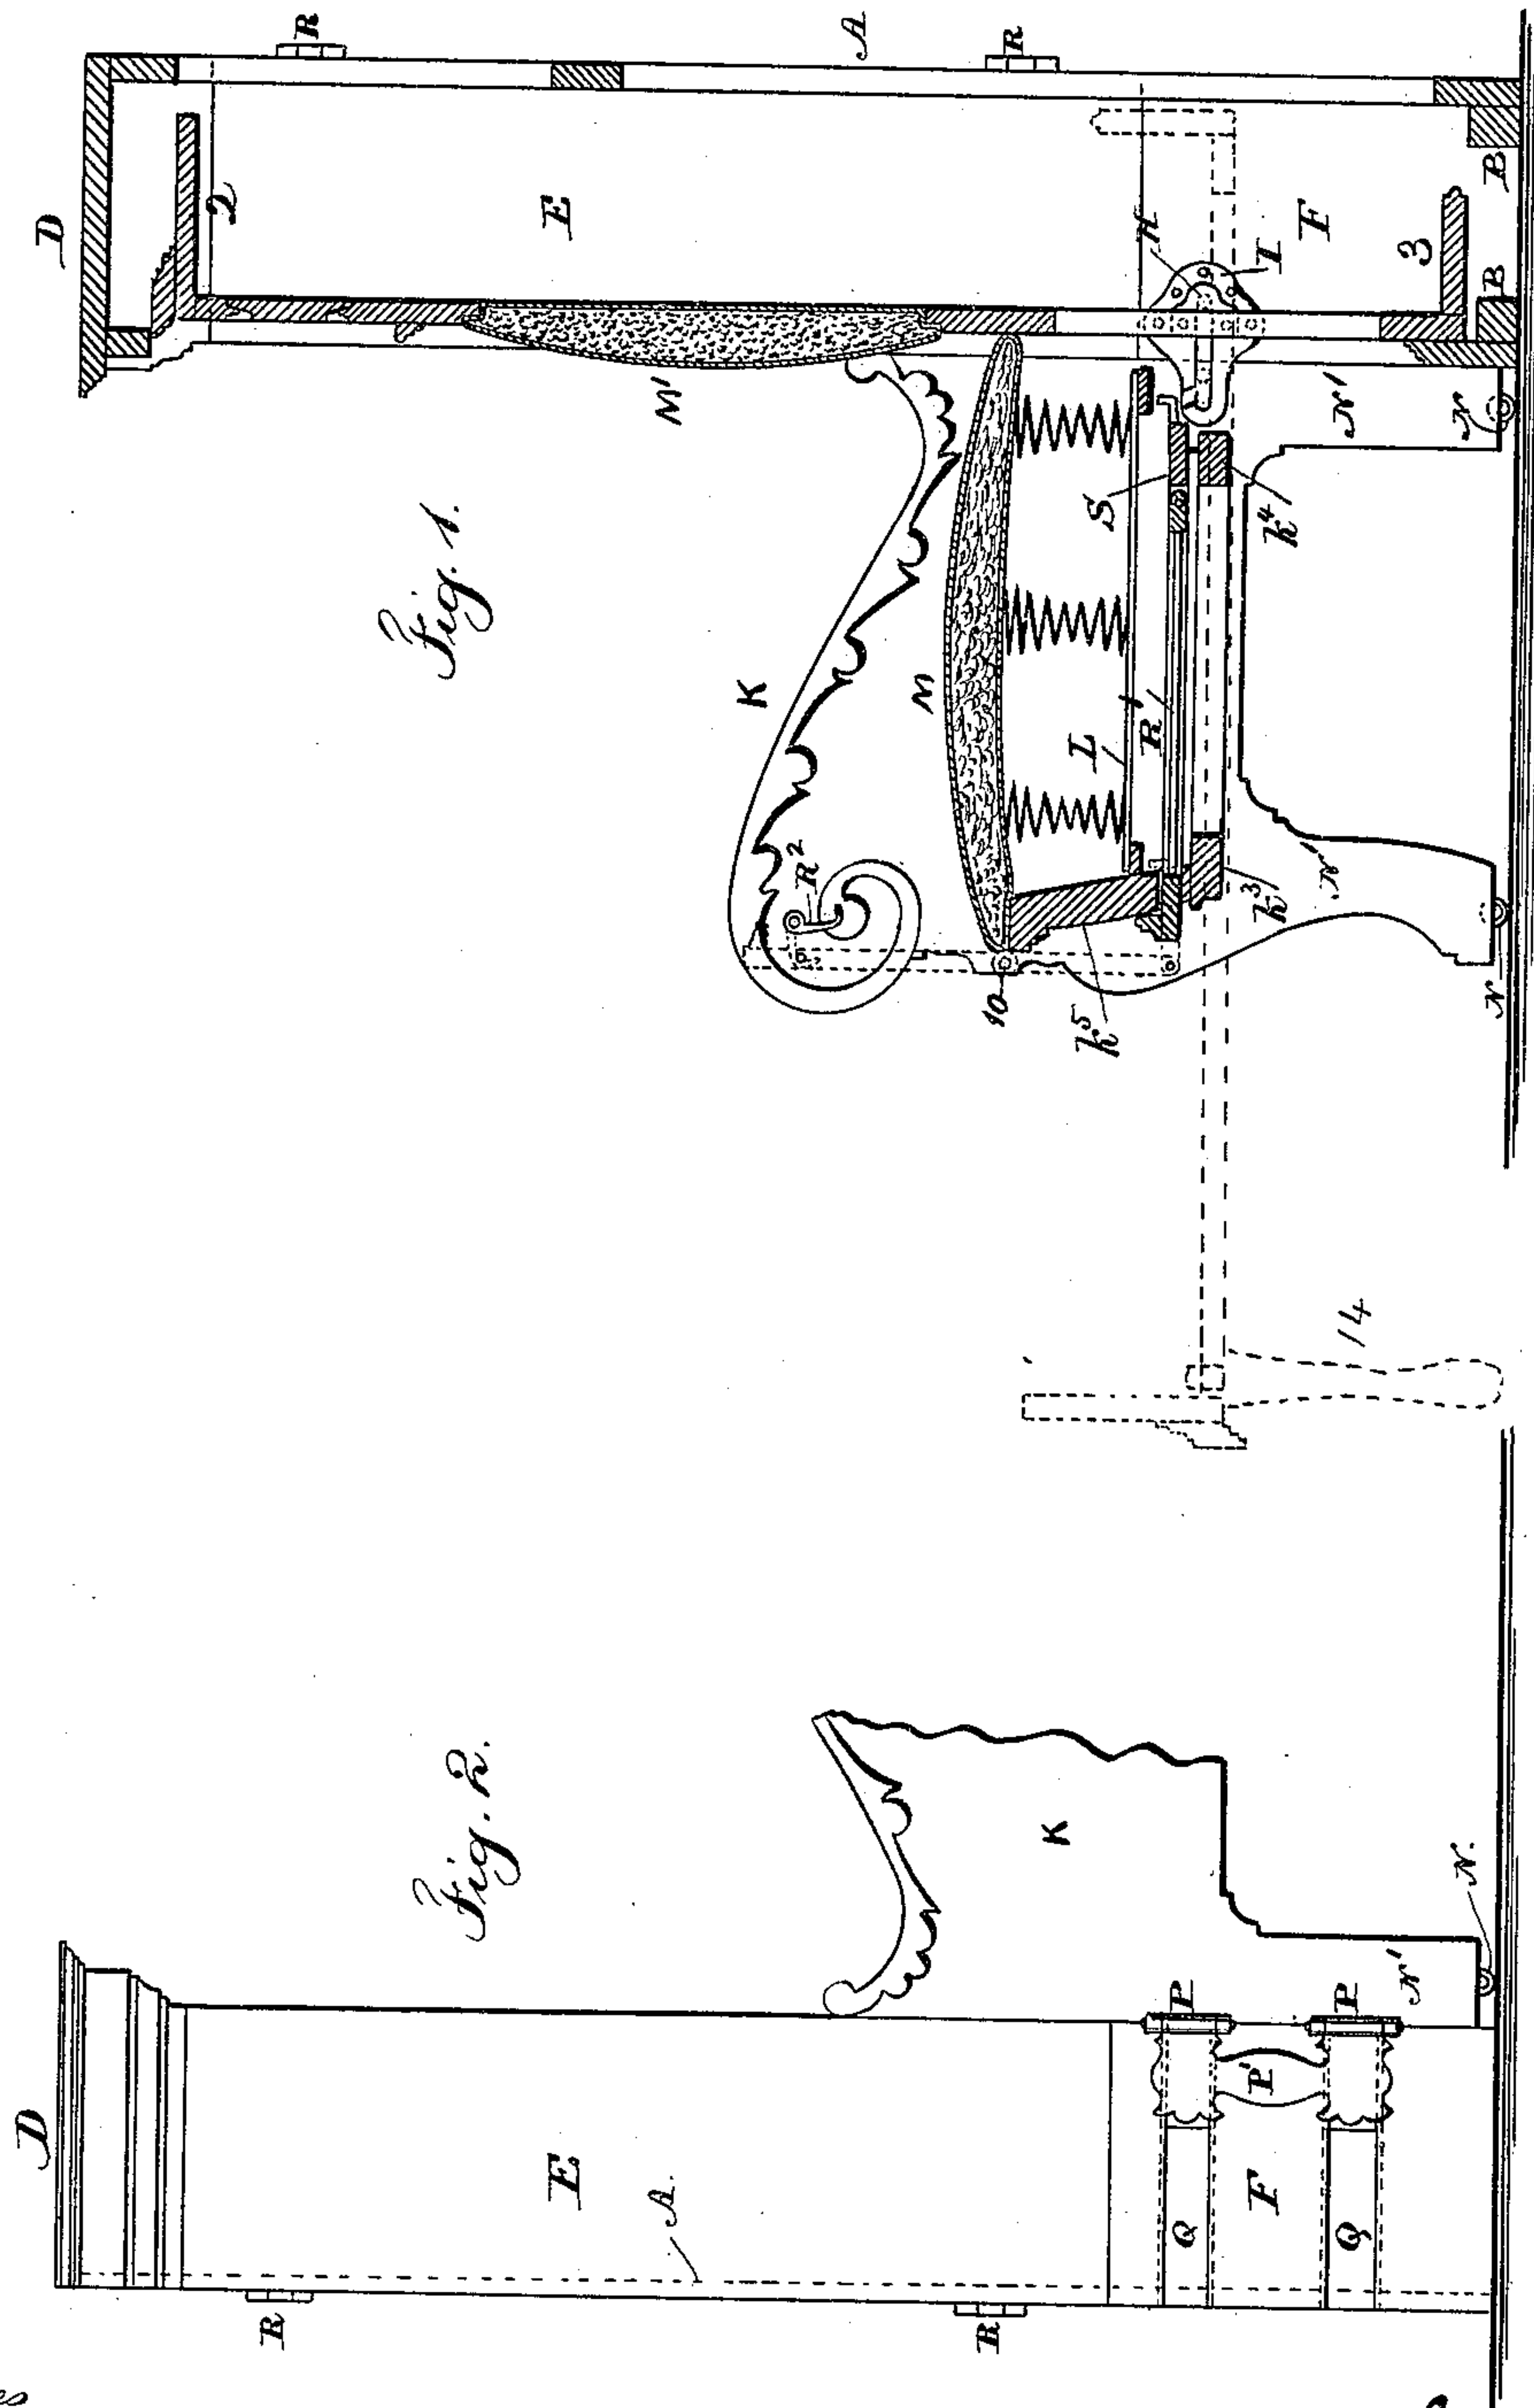 Fig. 1.
D
R
A
R
2
E
H
I
F
3
B
B
M'
K
M
S
N'
N
k⁴
L
R'
R²
10
k⁵
k³
N'
N
14
Fig. 2.
D
E
A.
R
R
K
P
P'
P
N'
N.
Q
F
Q